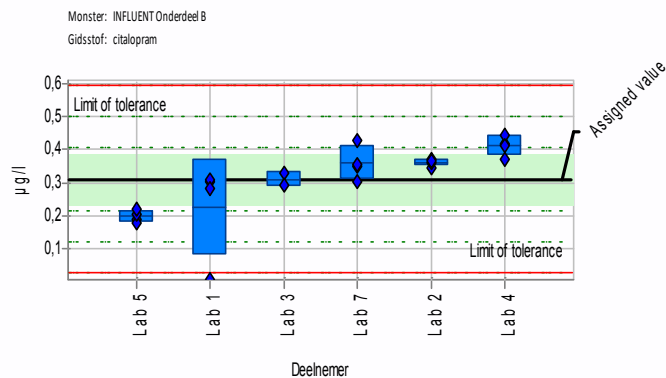 Monster: INFLUENT Onderdeel B
Gidsstof: citalopram
Assigned value
0,6
Limit of tolerance
0,5
0,4
µg/l
0,3
0,2
0,1
Limit of tolerance
Lab 5
Lab 1
Lab 3
Lab 7
Lab 2
Lab 4
Deelnemer